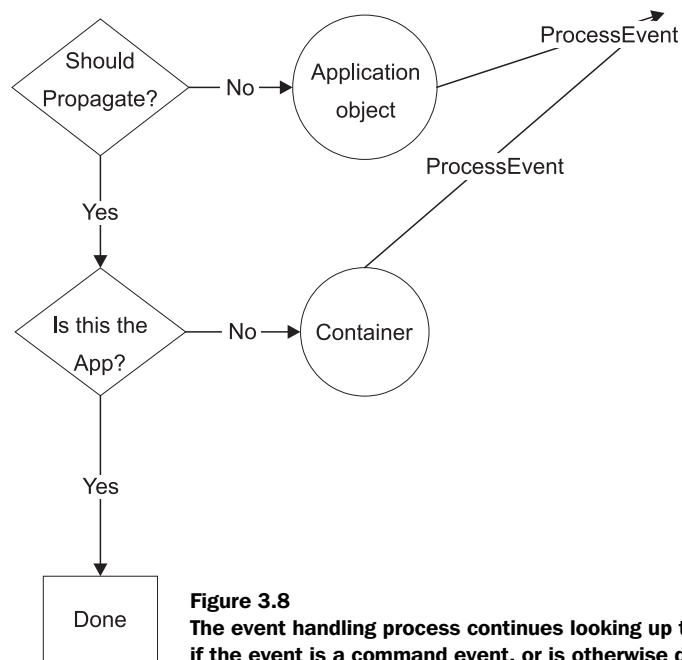 Should
Propagate?
No
Application
object
ProcessEvent
ProcessEvent
Yes
Is this the
App?
No
Container
Yes
Done
Figure 3.8
The event handling process continues looking up
if the event is a command event, or is otherwise